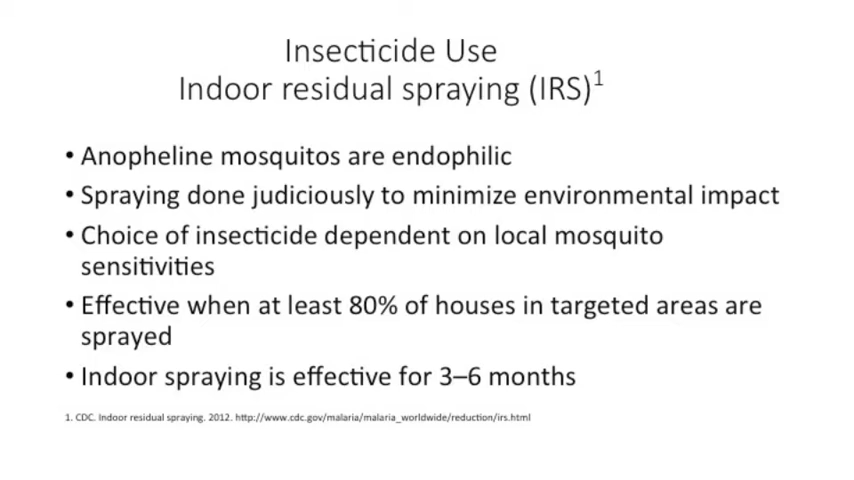 Insecticide Use
Indoor residual spraying (IRS)¹
• Anopheline mosquitos are endophilic
• Spraying done judiciously to minimize environmental impact
• Choice of insecticide dependent on local mosquito
sensitivities
• Effective when at least 80% of houses in targeted areas are
sprayed
• Indoor spraying is effective for 3–6 months
1. CDC. Indoor residual spraying. 2012. http://www.cdc.gov/malaria/malaria_worldwide/reduction/irs.html